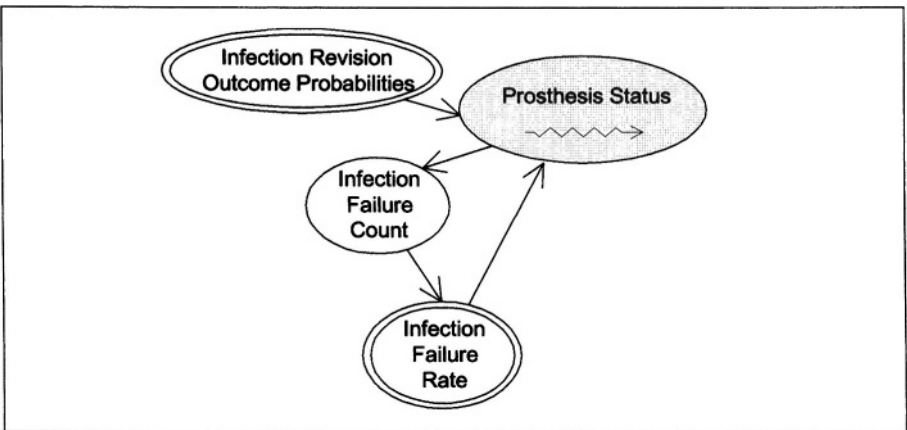 Infection Revision
Outcome Probabilities
Prosthesis Status
Infection
Failure
Count
Infection
Failure
Rate